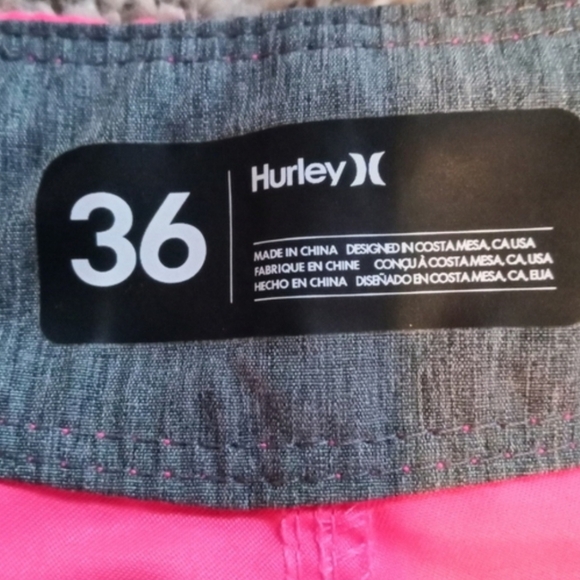 36
Hurley
MADE IN CHINA DESIGNED IN COSTA MESA, CA USA
FABRIQUE EN CHINE CONÇU À COSTA MESA, CA, USA
HECHO EN CHINA DISEÑADO EN COSTA MESA, CA, EUA